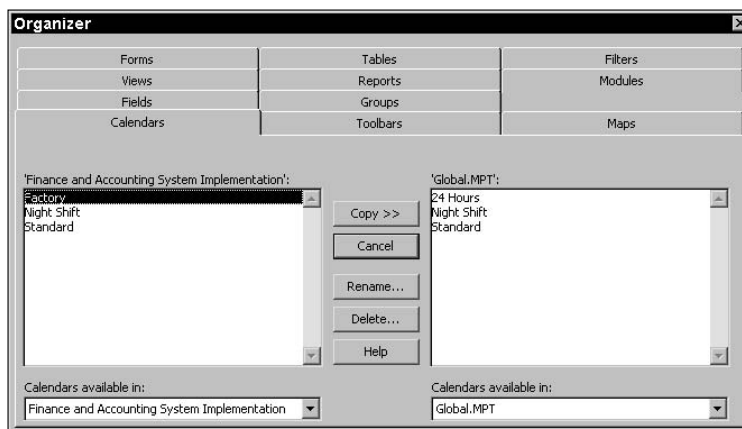 Organizer
Forms Tables Filters
Views Reports Modules
Fields Groups
Calendars Toolbars Maps
'Finance and Accounting System Implementation': 'Global.MPT':
Factory
Night Shift
Standard
24 Hours
Night Shift
Standard
Copy >>
Cancel
Rename...
Delete...
Help
Calendars available in: Calendars available in:
Finance and Accounting System Implementation Global.MPT